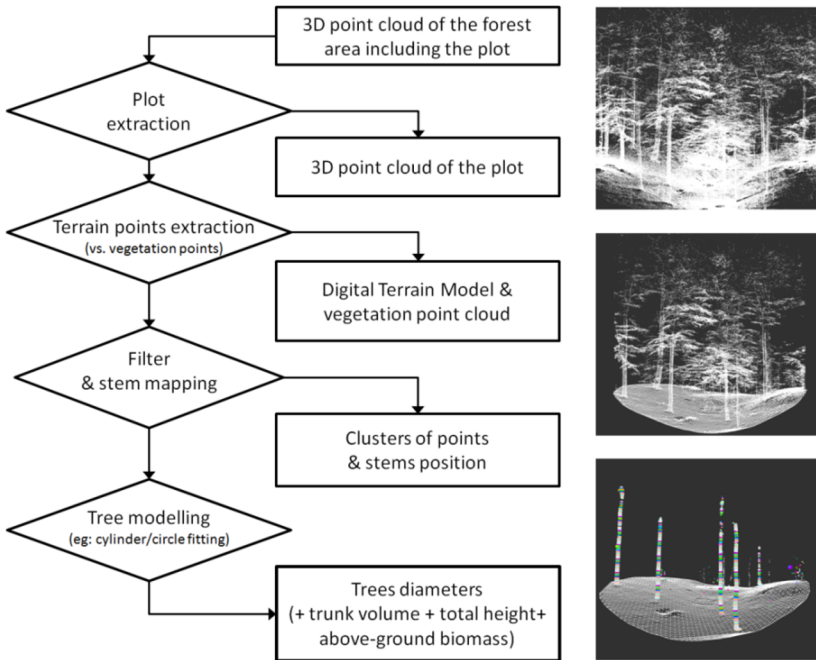 3D point cloud of the forest
area including the plot
Plot
extraction
3D point cloud of the plot
Terrain points extraction
(vs. vegetation points)
Digital Terrain Model &
vegetation point cloud
Filter
& stem mapping
Clusters of points
& stems position
Tree modelling
(eg: cylinder/circle fitting)
Trees diameters
(+ trunk volume + total height+
above-ground biomass)